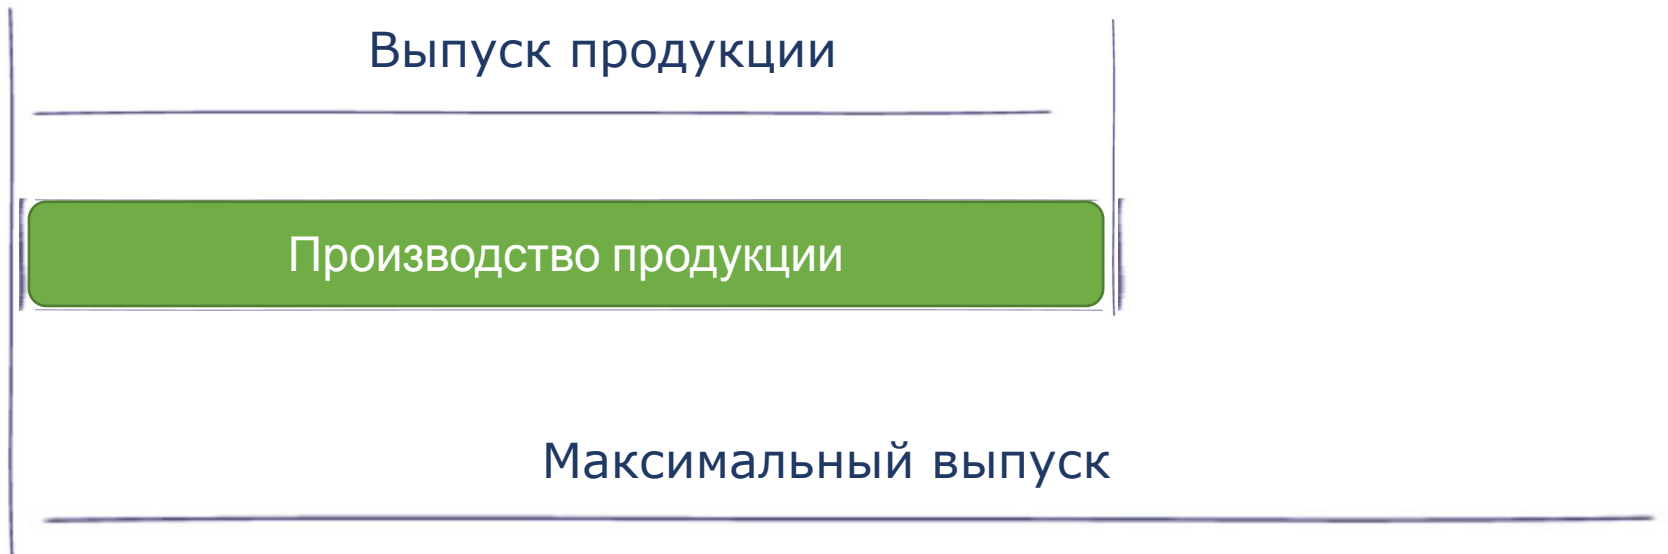 Выпуск продукции
Производство продукции
Максимальный выпуск